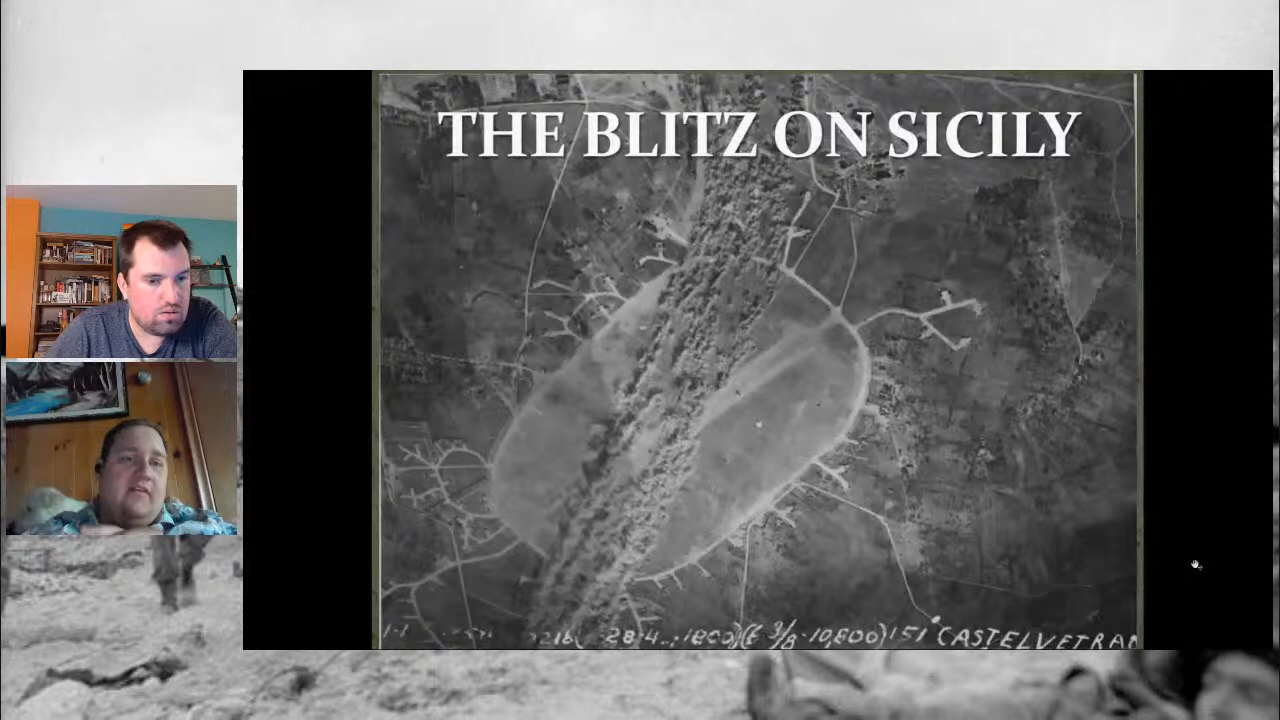 THE BLITZ ON SICILY
28·4 1800)(F 3/8·10,800)151° CASTELVETRAN